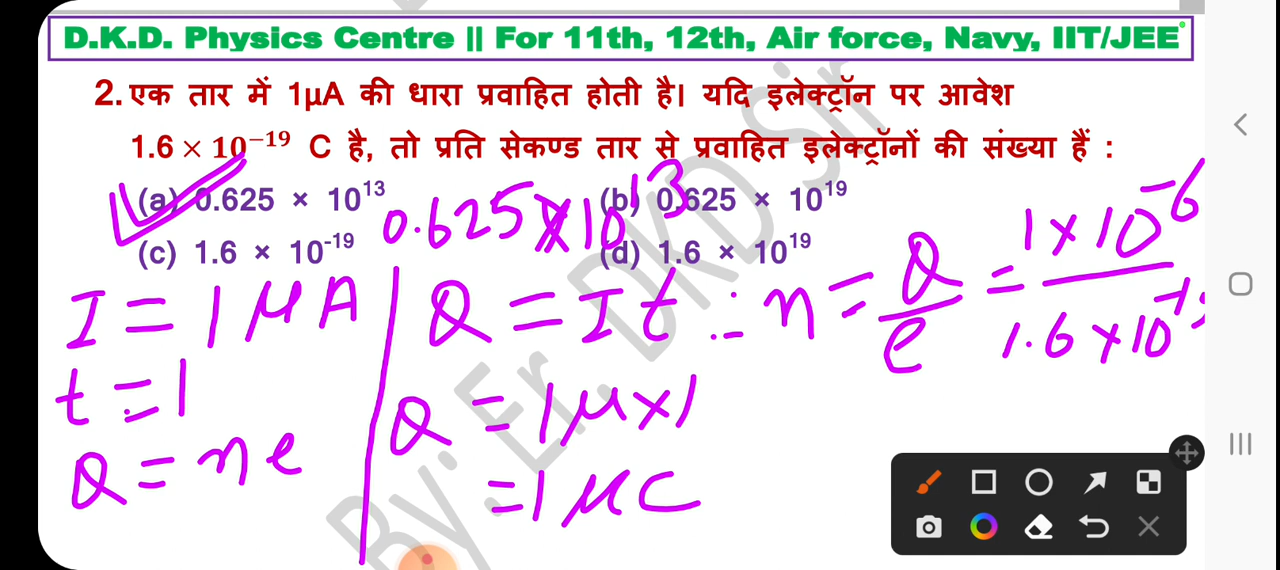 D.K.D. Physics Centre || For 11th, 12th, Air force, Navy, IIT/JEE
2. एक तार में 1μA की धारा प्रवाहित होती है। यदि इलेक्ट्रॉन पर आवेश
1.6 × 10⁻¹⁹ C है, तो प्रति सेकण्ड तार से प्रवाहित इलेक्ट्रॉनों की संख्या हैं :
(a) 0.625 × 10¹³ (b) 0.625 × 10¹⁹
(c) 1.6 × 10⁻¹⁹ (d) 1.6 × 10¹⁹
0.625 × 10¹³
I = 1 μA
t = 1
Q = ne
Q = It
Q = 1μ × 1
= 1 μC
∴ n = Q/e = 1 × 10⁻⁶ / 1.6 × 10
By: Er. DKD Sir